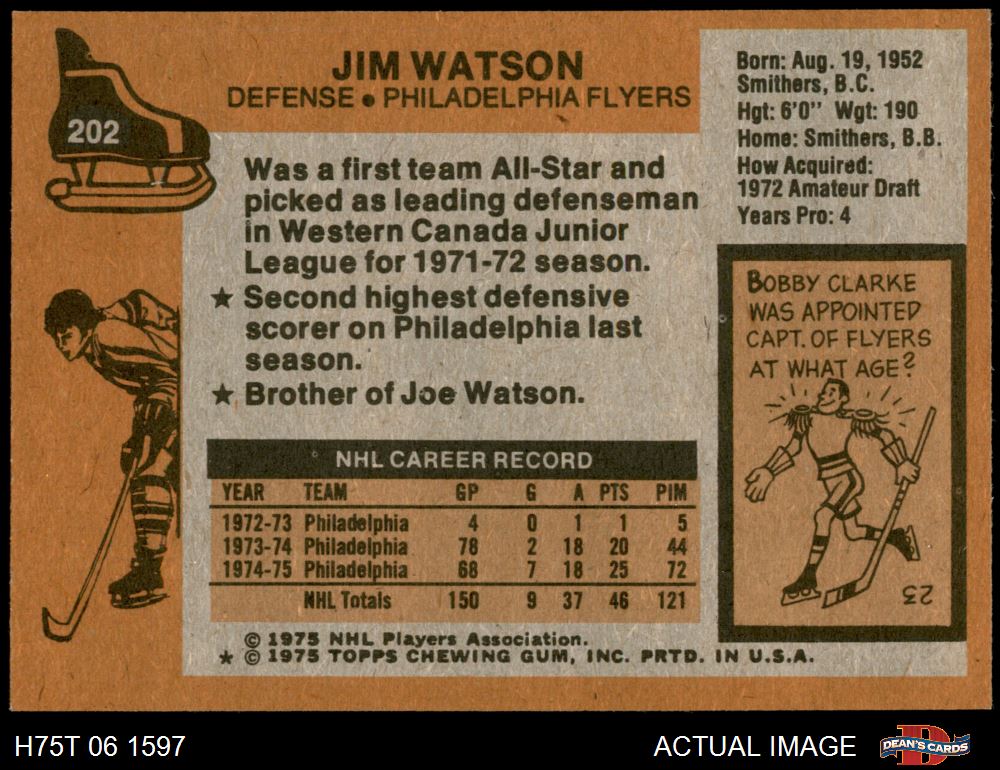 202
JIM WATSON
DEFENSE • PHILADELPHIA FLYERS
Born: Aug. 19, 1952
Smithers, B.C.
Hgt: 6'0" Wgt: 190
Home: Smithers, B.B.
How Acquired:
1972 Amateur Draft
Years Pro: 4
Was a first team All-Star and
picked as leading defenseman
in Western Canada Junior
League for 1971-72 season.
★ Second highest defensive
scorer on Philadelphia last
season.
★ Brother of Joe Watson.
BOBBY CLARKE
WAS APPOINTED
CAPT. OF FLYERS
AT WHAT AGE?
23
NHL CAREER RECORD
YEAR TEAM GP G A PTS PIM
1972-73 Philadelphia 4 0 1 1 5
1973-74 Philadelphia 78 2 18 20 44
1974-75 Philadelphia 68 7 18 25 72
NHL Totals 150 9 37 46 121
© 1975 NHL Players Association.
★ © 1975 TOPPS CHEWING GUM, INC. PRTD. IN U.S.A.
H75T 06 1597
ACTUAL IMAGE
D
DEAN'S CARDS